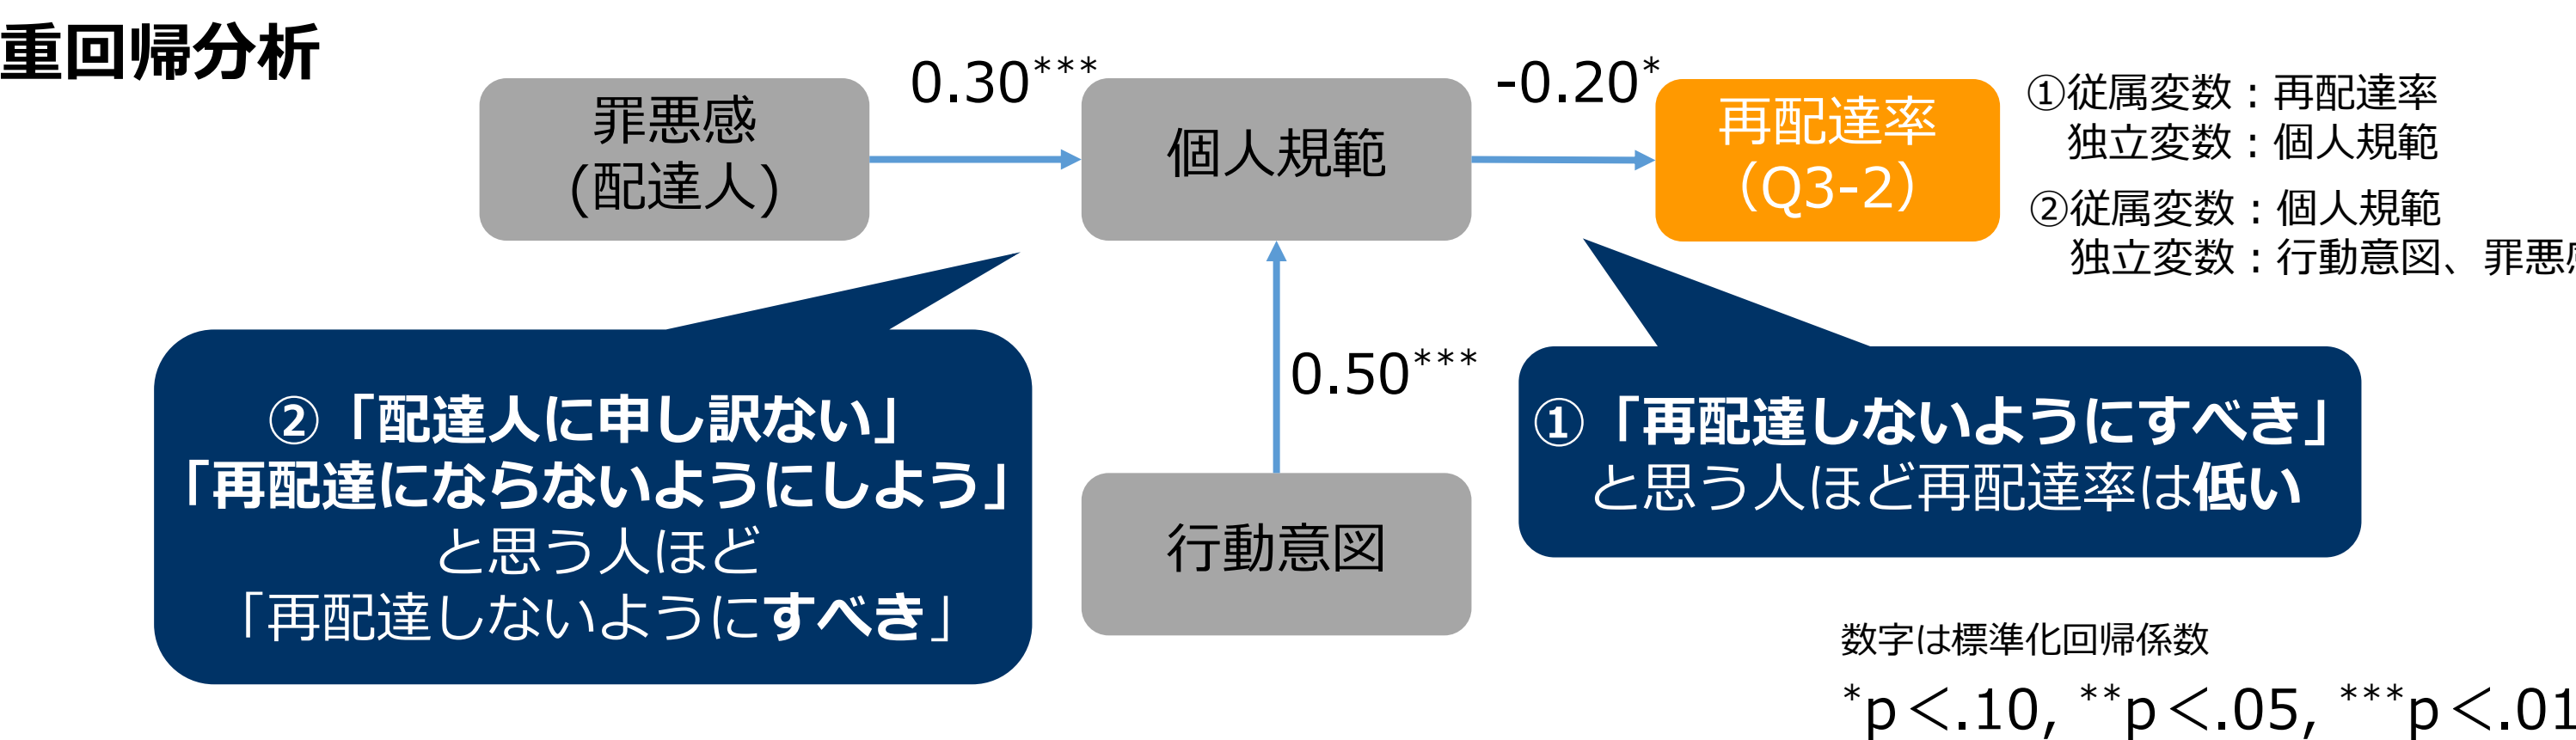 重回帰分析
罪悪感
(配達人)
0.30***
個人規範
-0.20*
再配達率
（Q3-2）
①従属変数：再配達率
独立変数：個人規範
②従属変数：個人規範
独立変数：行動意図、罪悪感
0.50***
行動意図
②「配達人に申し訳ない」
「再配達にならないようにしよう」
と思う人ほど
「再配達しないようにすべき」
①「再配達しないようにすべき」
と思う人ほど再配達率は低い
数字は標準化回帰係数
*p＜.10, **p＜.05, ***p＜.01